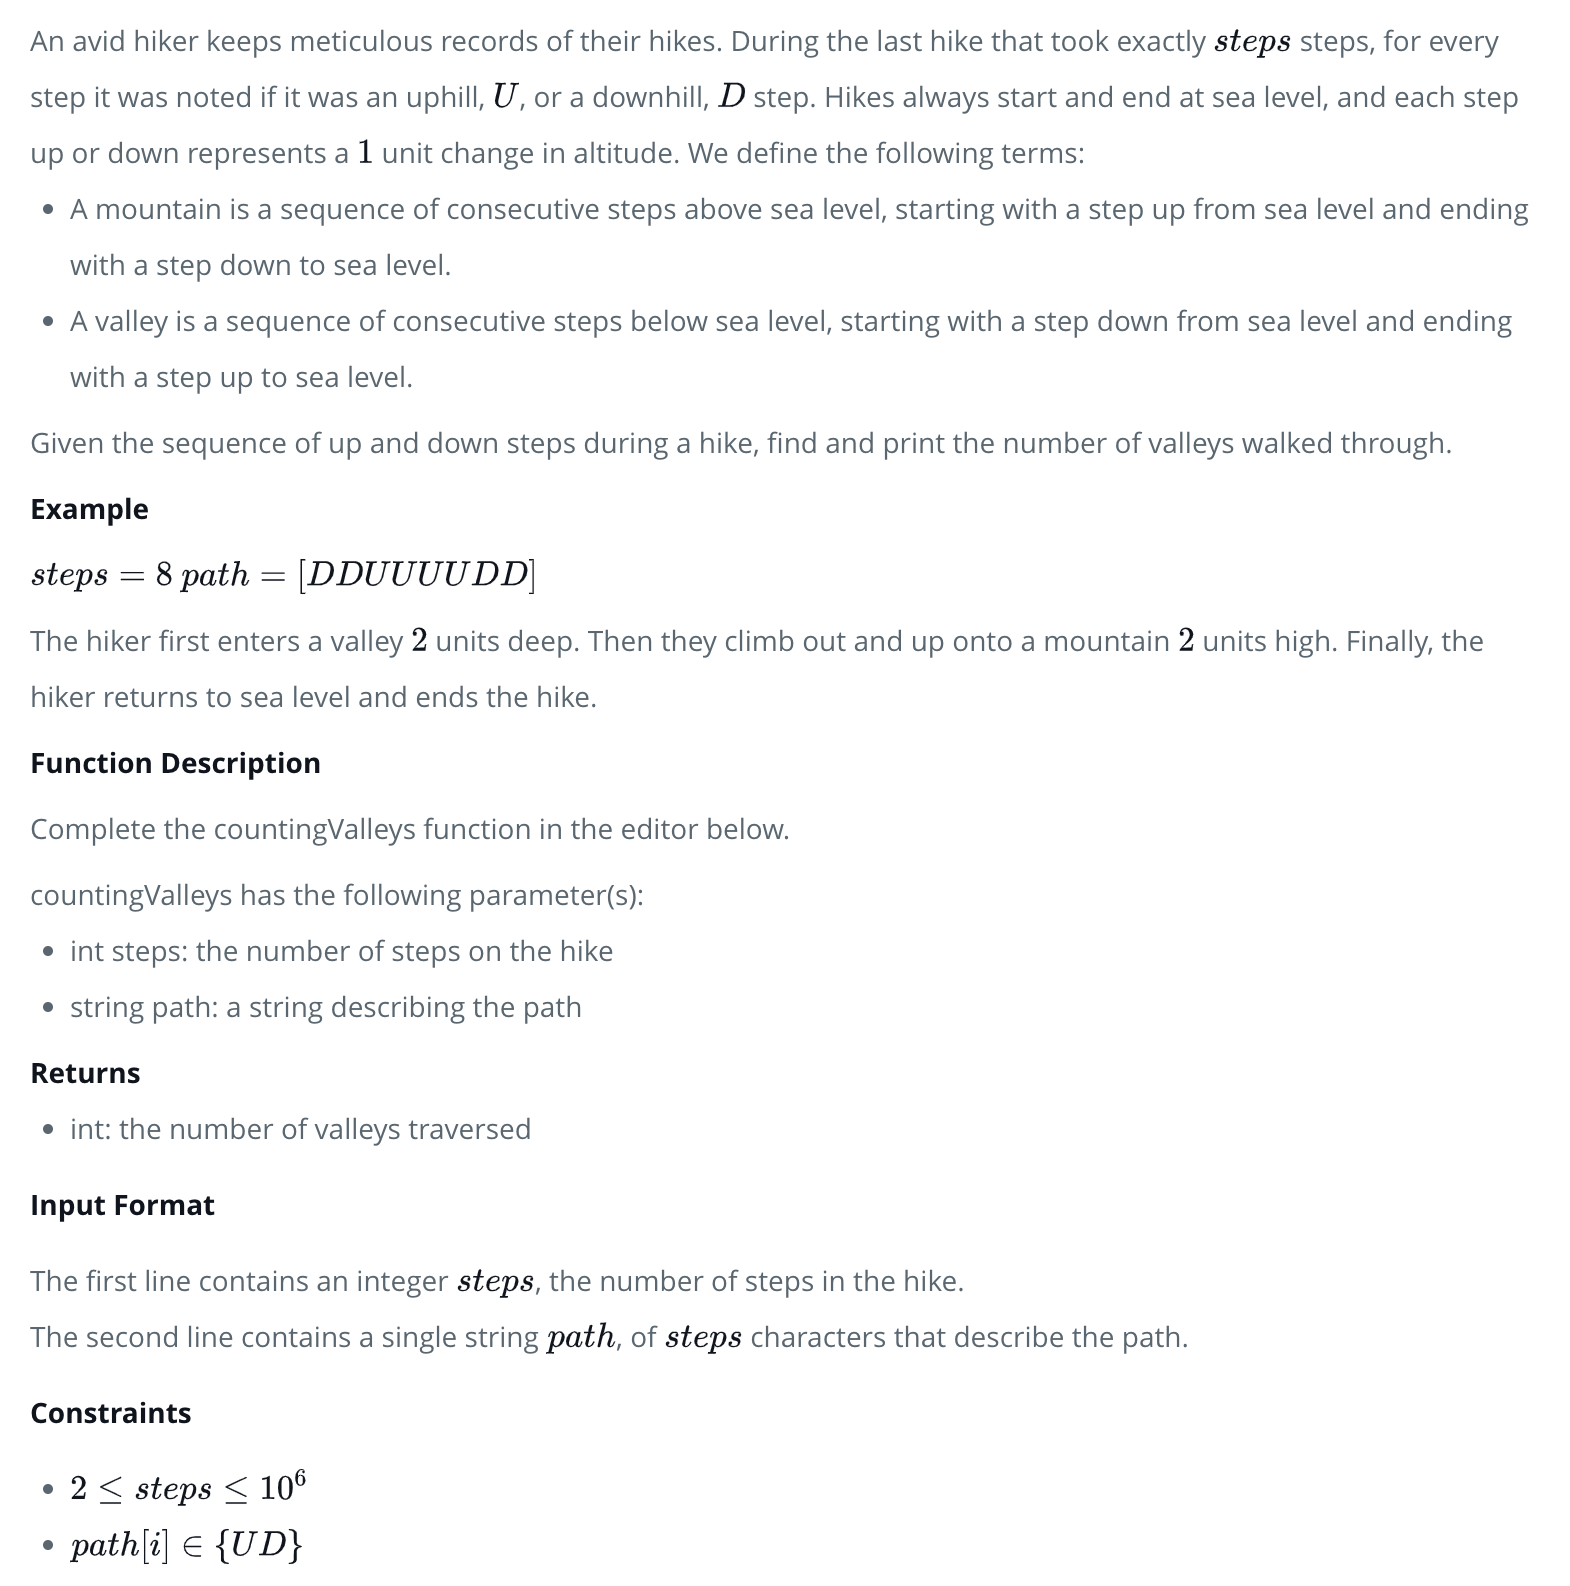 An avid hiker keeps meticulous records of their hikes. During the last hike that took exactly steps steps, for every
step it was noted if it was an uphill, U, or a downhill, D step. Hikes always start and end at sea level, and each step
up or down represents a 1 unit change in altitude. We define the following terms:
• A mountain is a sequence of consecutive steps above sea level, starting with a step up from sea level and ending
with a step down to sea level.
• A valley is a sequence of consecutive steps below sea level, starting with a step down from sea level and ending
with a step up to sea level.
Given the sequence of up and down steps during a hike, find and print the number of valleys walked through.
Example
steps = 8 path = [DDUUUUDD]
The hiker first enters a valley 2 units deep. Then they climb out and up onto a mountain 2 units high. Finally, the
hiker returns to sea level and ends the hike.
Function Description
Complete the countingValleys function in the editor below.
countingValleys has the following parameter(s):
• int steps: the number of steps on the hike
• string path: a string describing the path
Returns
• int: the number of valleys traversed
Input Format
The first line contains an integer steps, the number of steps in the hike.
The second line contains a single string path, of steps characters that describe the path.
Constraints
• 2 ≤ steps ≤ 10⁶
• path[i] ∈ {UD}